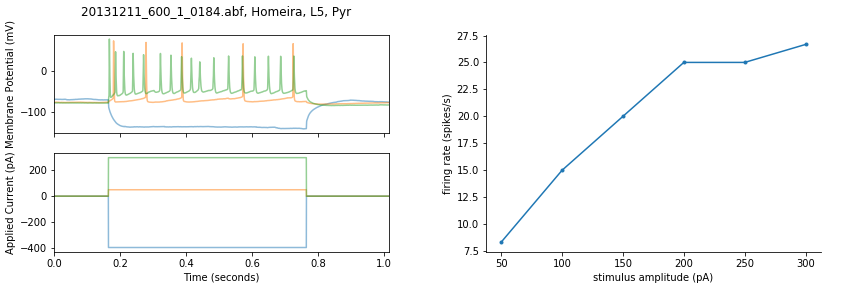 20131211_600_1_0184.abf, Homeira, L5, Pyr
Membrane Potential (mV)
0
−100
Applied Current (pA)
200
0
−200
−400
0.0 0.2 0.4 0.6 0.8 1.0
Time (seconds)
firing rate (spikes/s)
27.5
25.0
22.5
20.0
17.5
15.0
12.5
10.0
7.5
50 100 150 200 250 300
stimulus amplitude (pA)